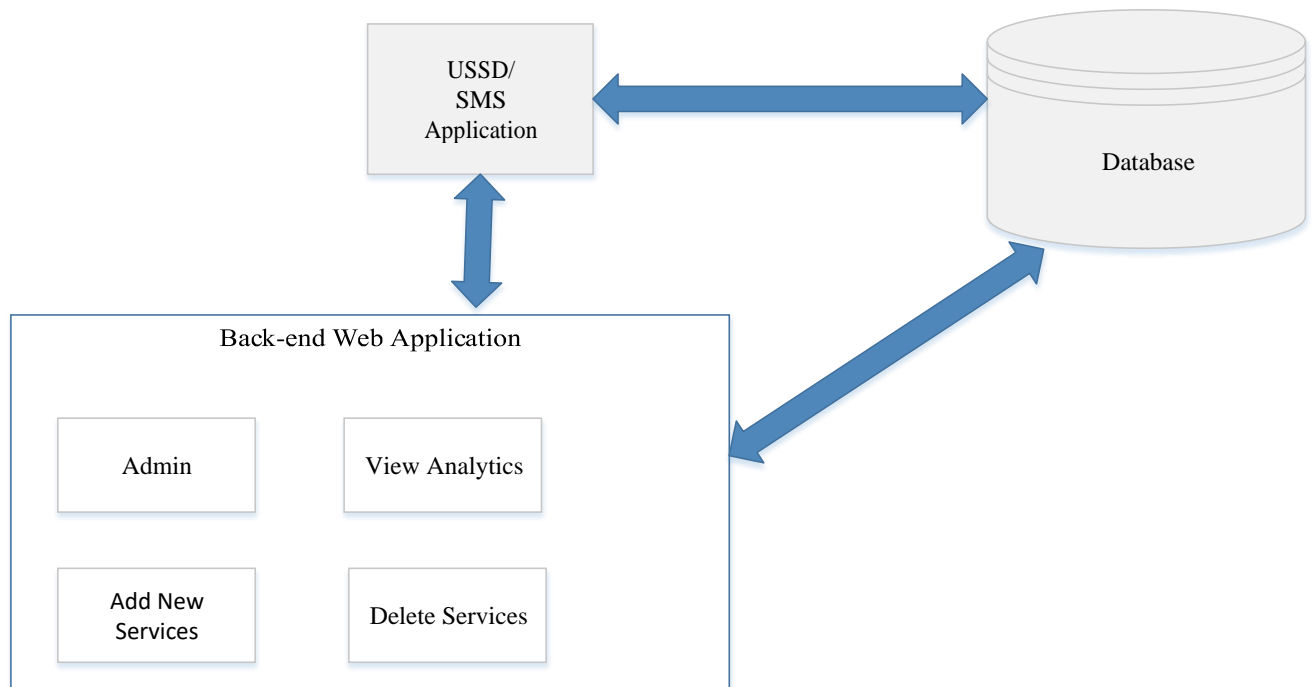 USSD/
SMS
Application
Database
Back-end Web Application
Admin
View Analytics
Add New
Services
Delete Services